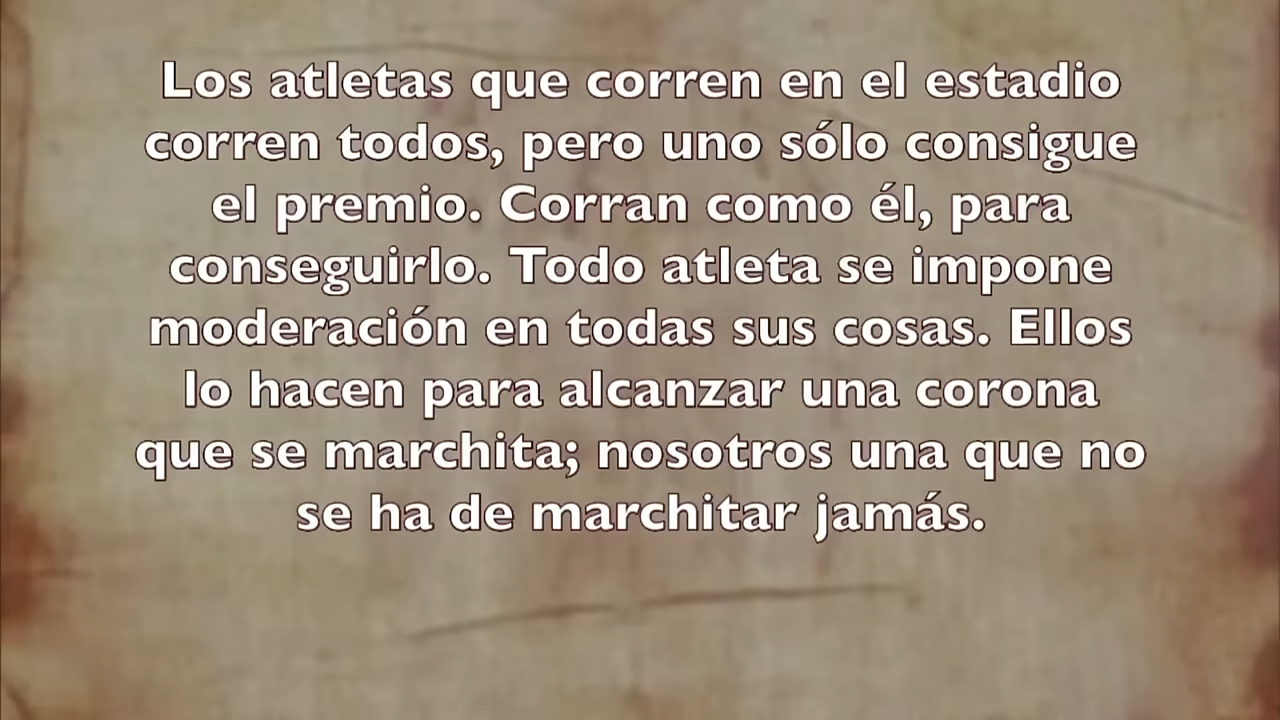 Los atletas que corren en el estadio
corren todos, pero uno sólo consigue
el premio. Corran como él, para
conseguirlo. Todo atleta se impone
moderación en todas sus cosas. Ellos
lo hacen para alcanzar una corona
que se marchita; nosotros una que no
se ha de marchitar jamás.